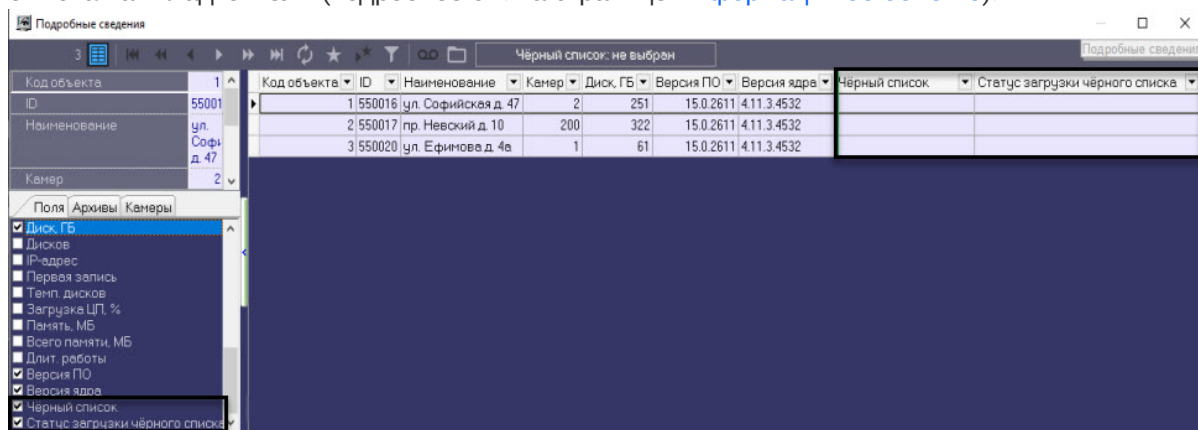 Подробные сведения
3 Чёрный список: не выбран
Подробные сведения
Код объекта 1
ID 55001
Наименование ул. Софи д. 47
Камер 2
Код объекта ID Наименование Камер Диск, ГБ Версия ПО Версия ядра Чёрный список Статус загрузки чёрного списка
1 550016 ул. Софийская д. 47 2 251 15.0.2611 4.11.3.4532
2 550017 пр. Невский д. 10 200 322 15.0.2611 4.11.3.4532
3 550020 ул. Ефимова д. 4а 1 61 15.0.2611 4.11.3.4532
Поля Архивы Камеры
Диск, ГБ
Дисков
IP-адрес
Первая запись
Темп. дисков
Загрузка ЦП, %
Память, МБ
Всего памяти, МБ
Длит. работы
Версия ПО
Версия ядра
Чёрный список
Статус загрузки чёрного списка